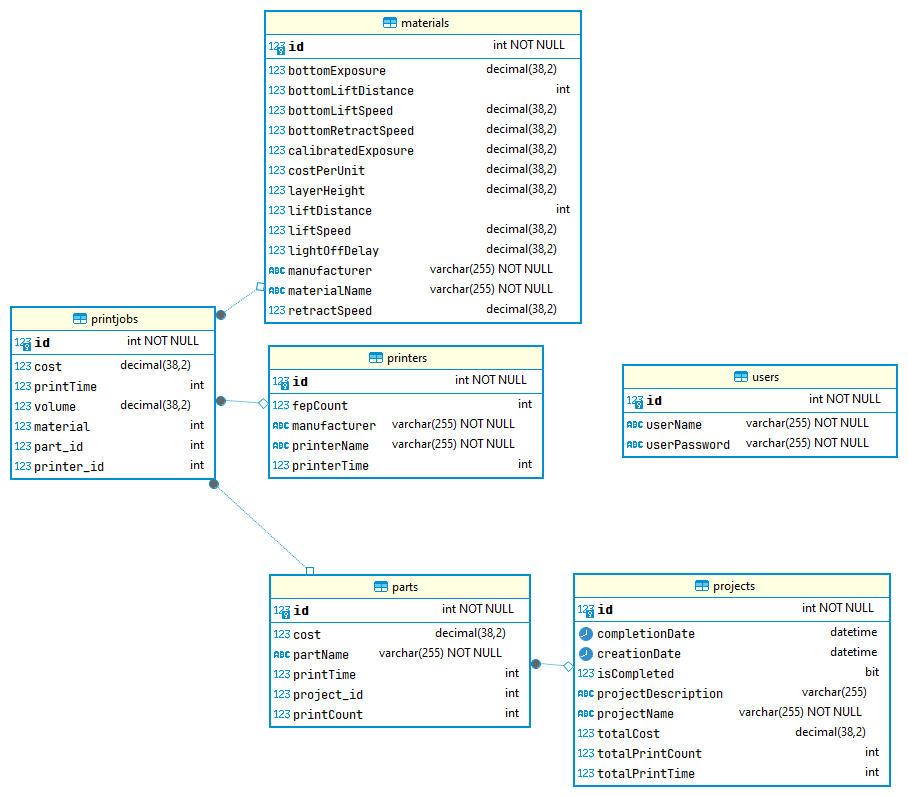 materials
123 id int NOT NULL
123 bottomExposure decimal(38,2)
123 bottomLiftDistance int
123 bottomLiftSpeed decimal(38,2)
123 bottomRetractSpeed decimal(38,2)
123 calibratedExposure decimal(38,2)
123 costPerUnit decimal(38,2)
123 layerHeight decimal(38,2)
123 liftDistance int
123 liftSpeed decimal(38,2)
123 lightOffDelay decimal(38,2)
ABC manufacturer varchar(255) NOT NULL
ABC materialName varchar(255) NOT NULL
123 retractSpeed decimal(38,2)
printjobs
123 id int NOT NULL
123 cost decimal(38,2)
123 printTime int
123 volume decimal(38,2)
123 material int
123 part_id int
123 printer_id int
printers
123 id int NOT NULL
123 fepCount int
ABC manufacturer varchar(255) NOT NULL
ABC printerName varchar(255) NOT NULL
123 printerTime int
users
123 id int NOT NULL
ABC userName varchar(255) NOT NULL
ABC userPassword varchar(255) NOT NULL
parts
123 id int NOT NULL
123 cost decimal(38,2)
ABC partName varchar(255) NOT NULL
123 printTime int
123 project_id int
123 printCount int
projects
123 id int NOT NULL
completionDate datetime
creationDate datetime
123 isCompleted bit
ABC projectDescription varchar(255)
ABC projectName varchar(255) NOT NULL
123 totalCost decimal(38,2)
123 totalPrintCount int
123 totalPrintTime int